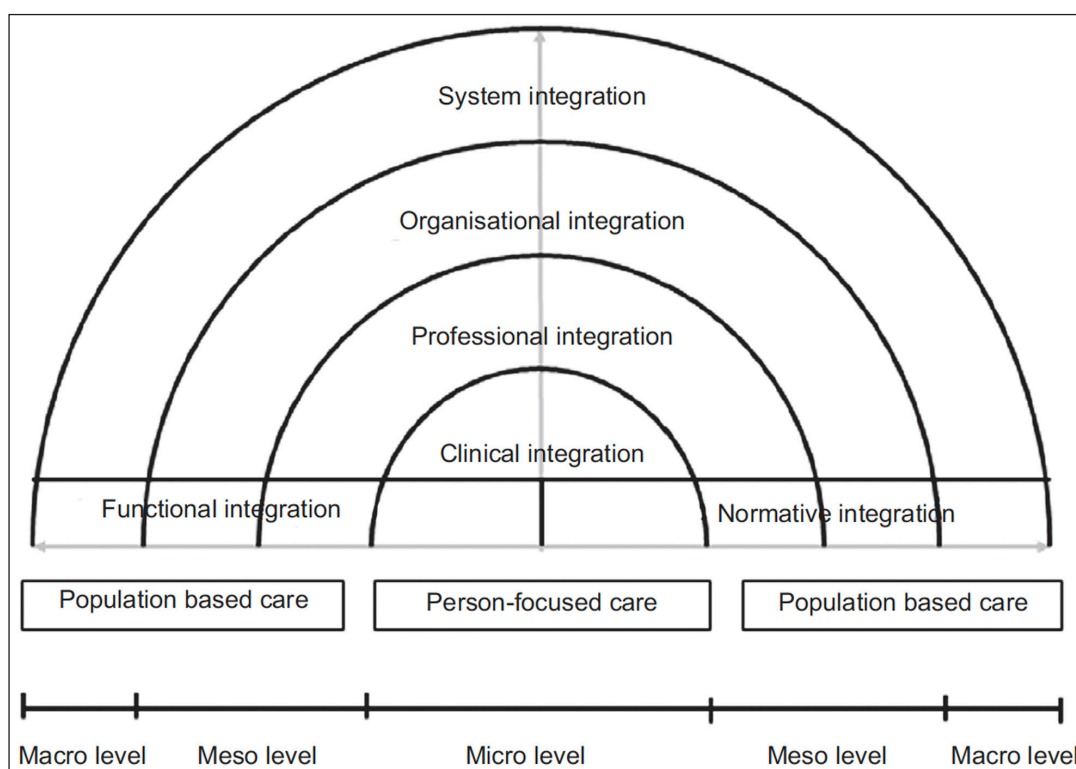 System integration
Organisational integration
Professional integration
Clinical integration
Functional integration
Normative integration
Population based care
Person-focused care
Population based care
Macro level
Meso level
Micro level
Meso level
Macro level